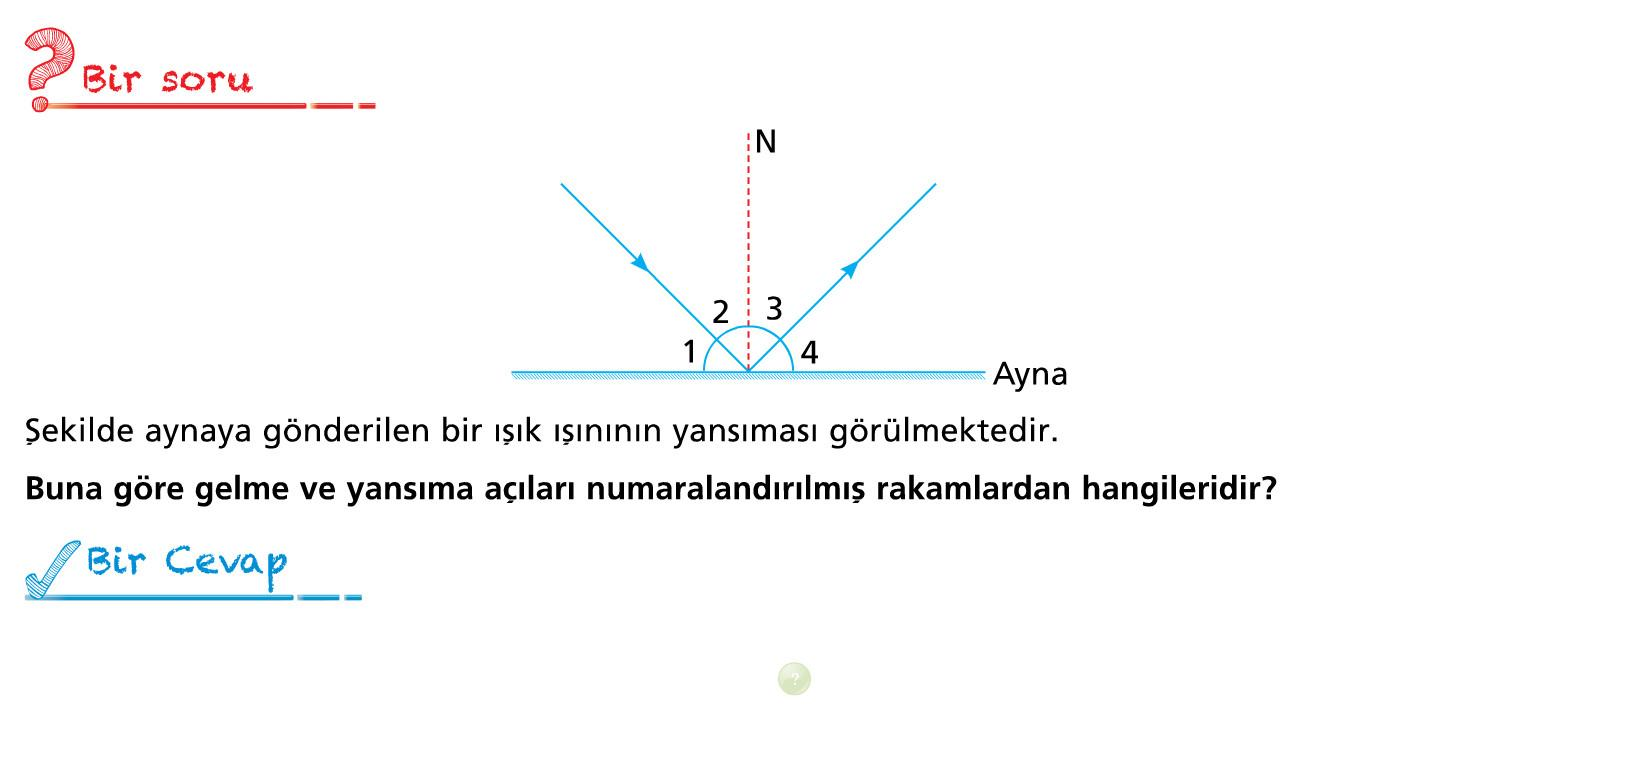 Bir soru
N
2 3
1 4
Ayna
Şekilde aynaya gönderilen bir ışık ışınının yansıması görülmektedir.
Buna göre gelme ve yansıma açıları numaralandırılmış rakamlardan hangileridir?
Bir Cevap
?